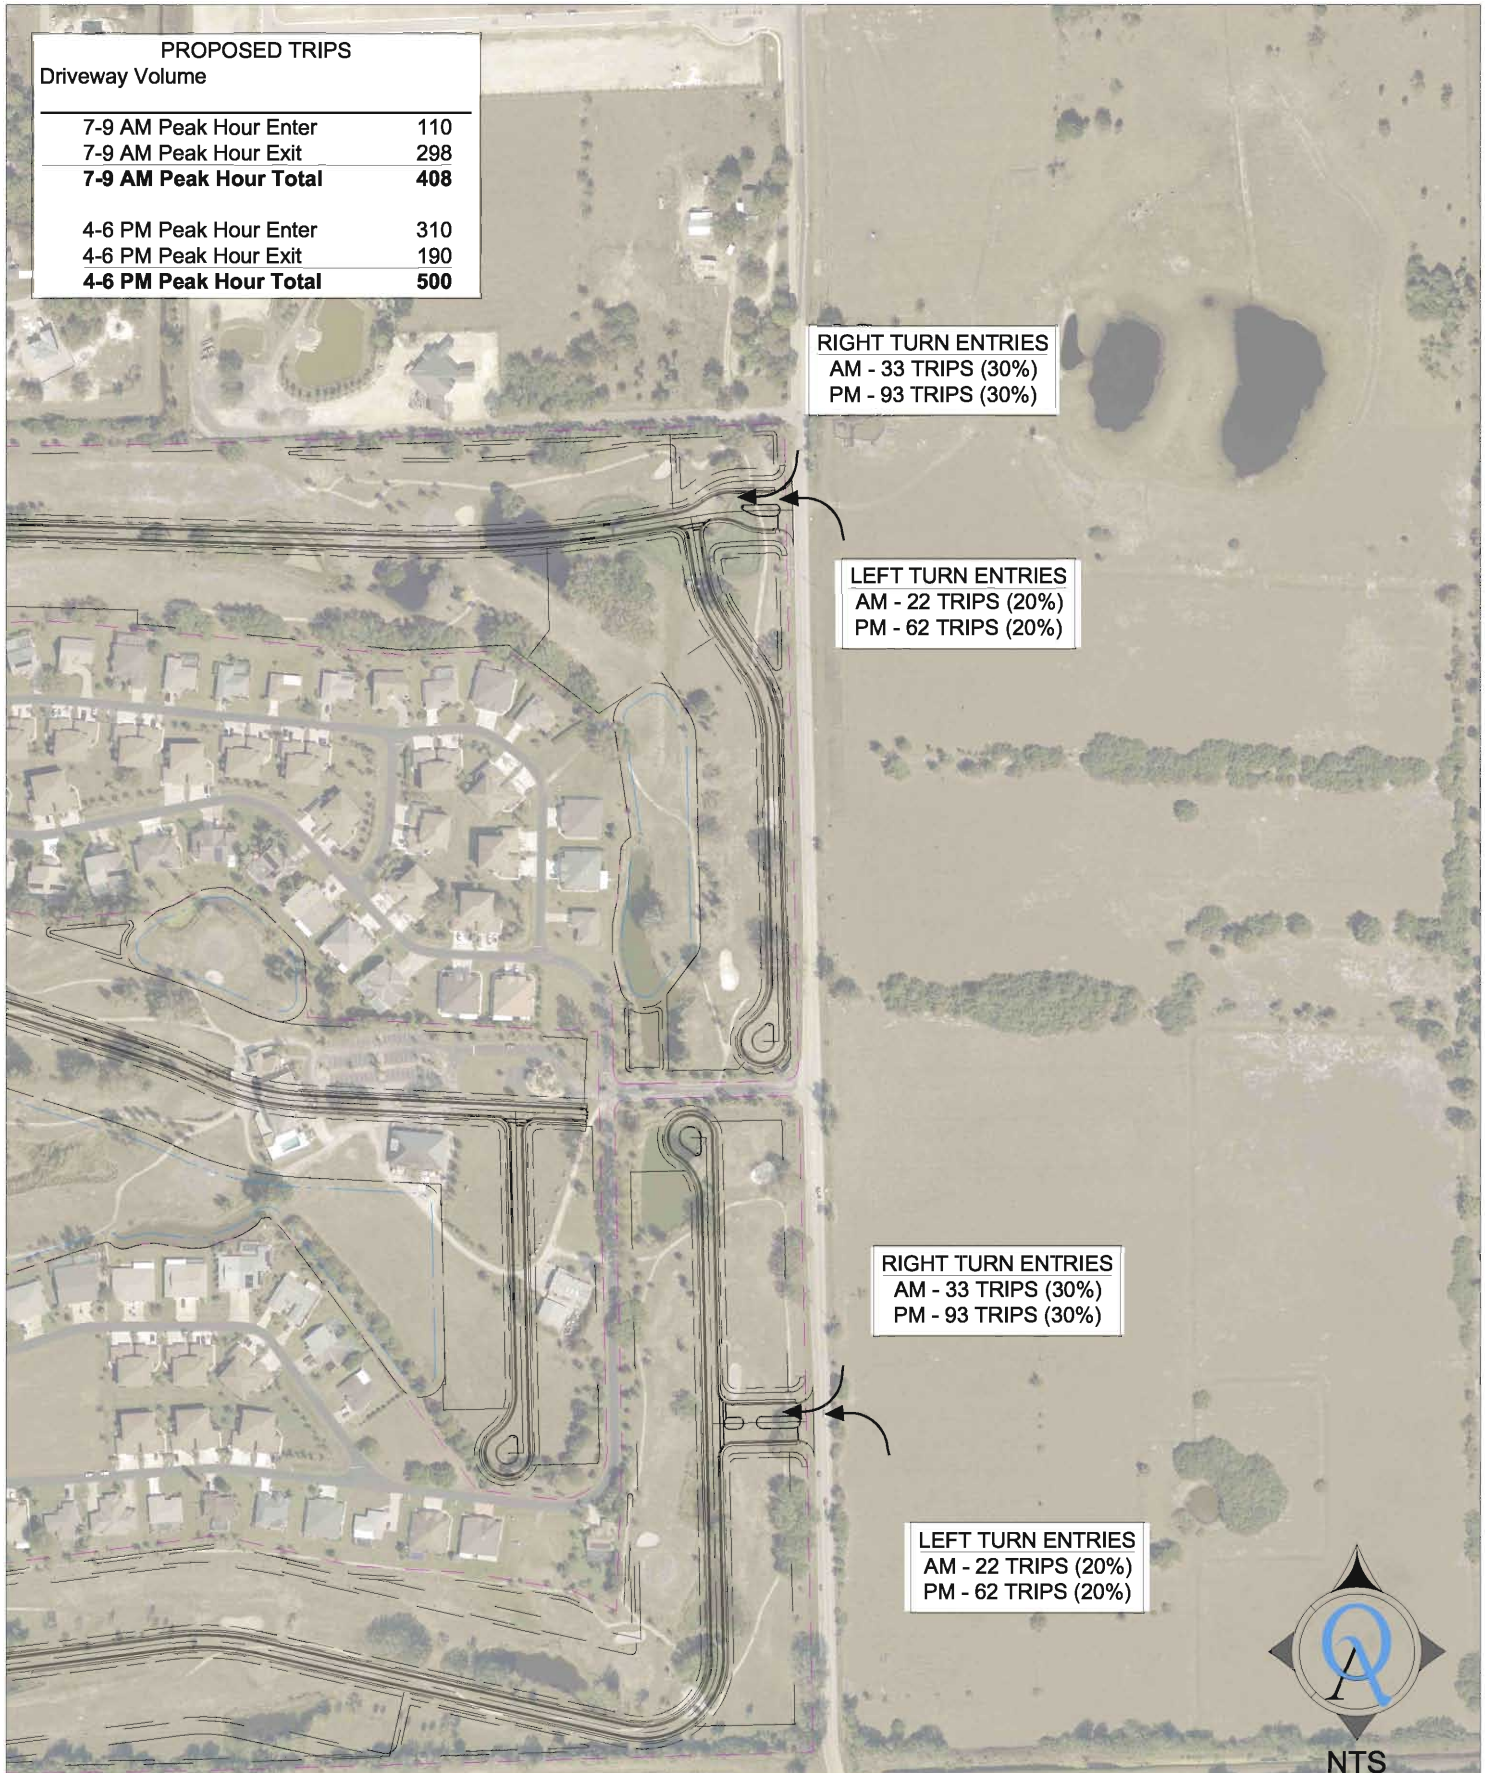 PROPOSED TRIPS
Driveway Volume
7-9 AM Peak Hour Enter 110
7-9 AM Peak Hour Exit 298
7-9 AM Peak Hour Total 408
4-6 PM Peak Hour Enter 310
4-6 PM Peak Hour Exit 190
4-6 PM Peak Hour Total 500
RIGHT TURN ENTRIES
AM - 33 TRIPS (30%)
PM - 93 TRIPS (30%)
LEFT TURN ENTRIES
AM - 22 TRIPS (20%)
PM - 62 TRIPS (20%)
RIGHT TURN ENTRIES
AM - 33 TRIPS (30%)
PM - 93 TRIPS (30%)
LEFT TURN ENTRIES
AM - 22 TRIPS (20%)
PM - 62 TRIPS (20%)
NTS